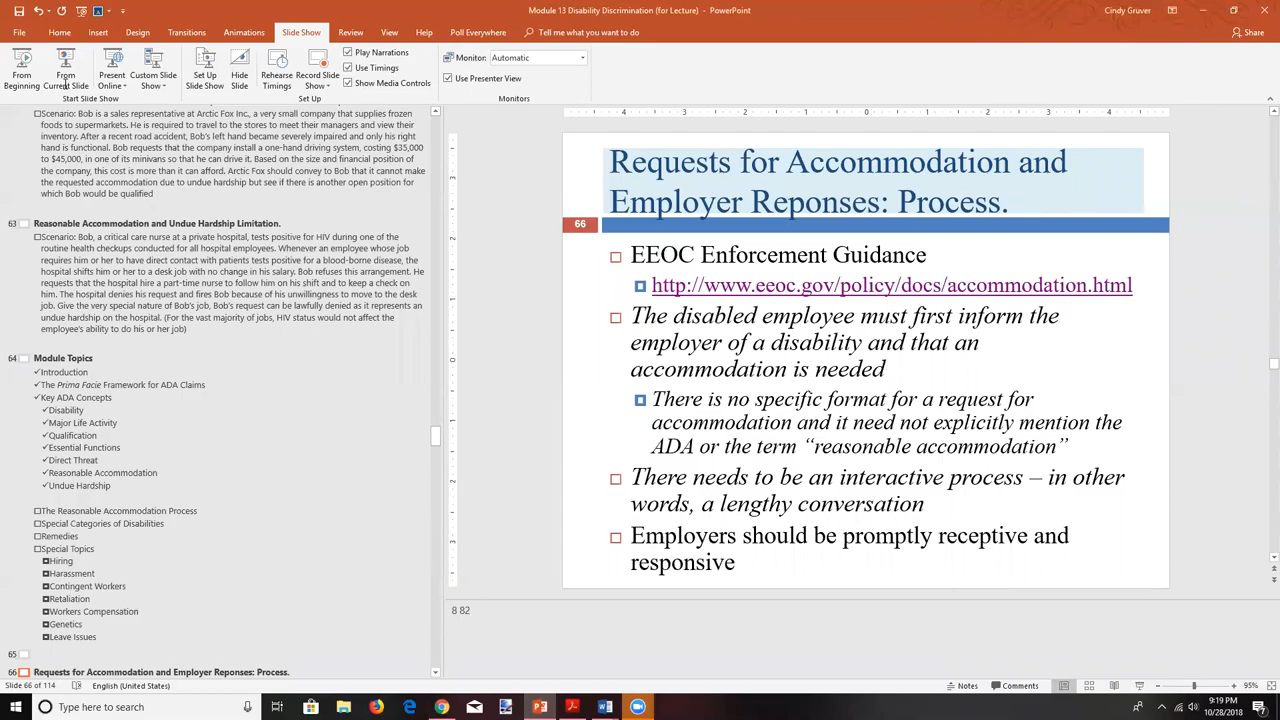 Module 13 Disability Discrimination (for Lecture) - PowerPoint
Cindy Gruver
File Home Insert Design Transitions Animations Slide Show Review View Help Poll Everywhere Tell me what you want to do
Share
From Beginning
From Current Slide
Present Online
Custom Slide Show
Set Up Slide Show
Hide Slide
Rehearse Timings
Record Slide Show
Play Narrations
Use Timings
Show Media Controls
Monitor: Automatic
Use Presenter View
Start Slide Show
Set Up
Monitors
Scenario: Bob is a sales representative at Arctic Fox Inc., a very small company that supplies frozen
foods to supermarkets. He is required to travel to the stores to meet their managers and view their
inventory. After a recent road accident, Bob's left hand became severely impaired and only his right
hand is functional. Bob requests that the company install a one-hand driving system, costing $35,000
to $45,000, in one of its minivans so that he can drive it. Based on the size and financial position of
the company, this cost is more than it can afford. Arctic Fox should convey to Bob that it cannot make
the requested accommodation due to undue hardship but see if there is another open position for
which Bob would be qualified
63 Reasonable Accommodation and Undue Hardship Limitation.
Scenario: Bob, a critical care nurse at a private hospital, tests positive for HIV during one of the
routine health checkups conducted for all hospital employees. Whenever an employee whose job
requires him or her to have direct contact with patients tests positive for a blood-borne disease, the
hospital shifts him or her to a desk job with no change in his salary. Bob refuses this arrangement. He
requests that the hospital hire a part-time nurse to follow him on his shift and to keep a check on
him. The hospital denies his request and fires Bob because of his unwillingness to move to the desk
job. Give the very special nature of Bob's job, Bob's request can be lawfully denied as it represents an
undue hardship on the hospital. (For the vast majority of jobs, HIV status would not affect the
employee's ability to do his or her job)
64 Module Topics
Introduction
The Prima Facie Framework for ADA Claims
Key ADA Concepts
Disability
Major Life Activity
Qualification
Essential Functions
Direct Threat
Reasonable Accommodation
Undue Hardship
The Reasonable Accommodation Process
Special Categories of Disabilities
Remedies
Special Topics
Hiring
Harassment
Contingent Workers
Retaliation
Workers Compensation
Genetics
Leave Issues
65
66 Requests for Accommodation and Employer Reponses: Process.
4 3 2 1 0 1 2 3 4
3 2 1 0 1 2 3
Requests for Accommodation and
Employer Reponses: Process.
66
EEOC Enforcement Guidance
http://www.eeoc.gov/policy/docs/accommodation.html
The disabled employee must first inform the
employer of a disability and that an
accommodation is needed
There is no specific format for a request for
accommodation and it need not explicitly mention the
ADA or the term “reasonable accommodation”
There needs to be an interactive process – in other
words, a lengthy conversation
Employers should be promptly receptive and
responsive
8 82
Slide 66 of 114
English (United States)
Notes
Comments
95%
Type here to search
9:19 PM
10/28/2018